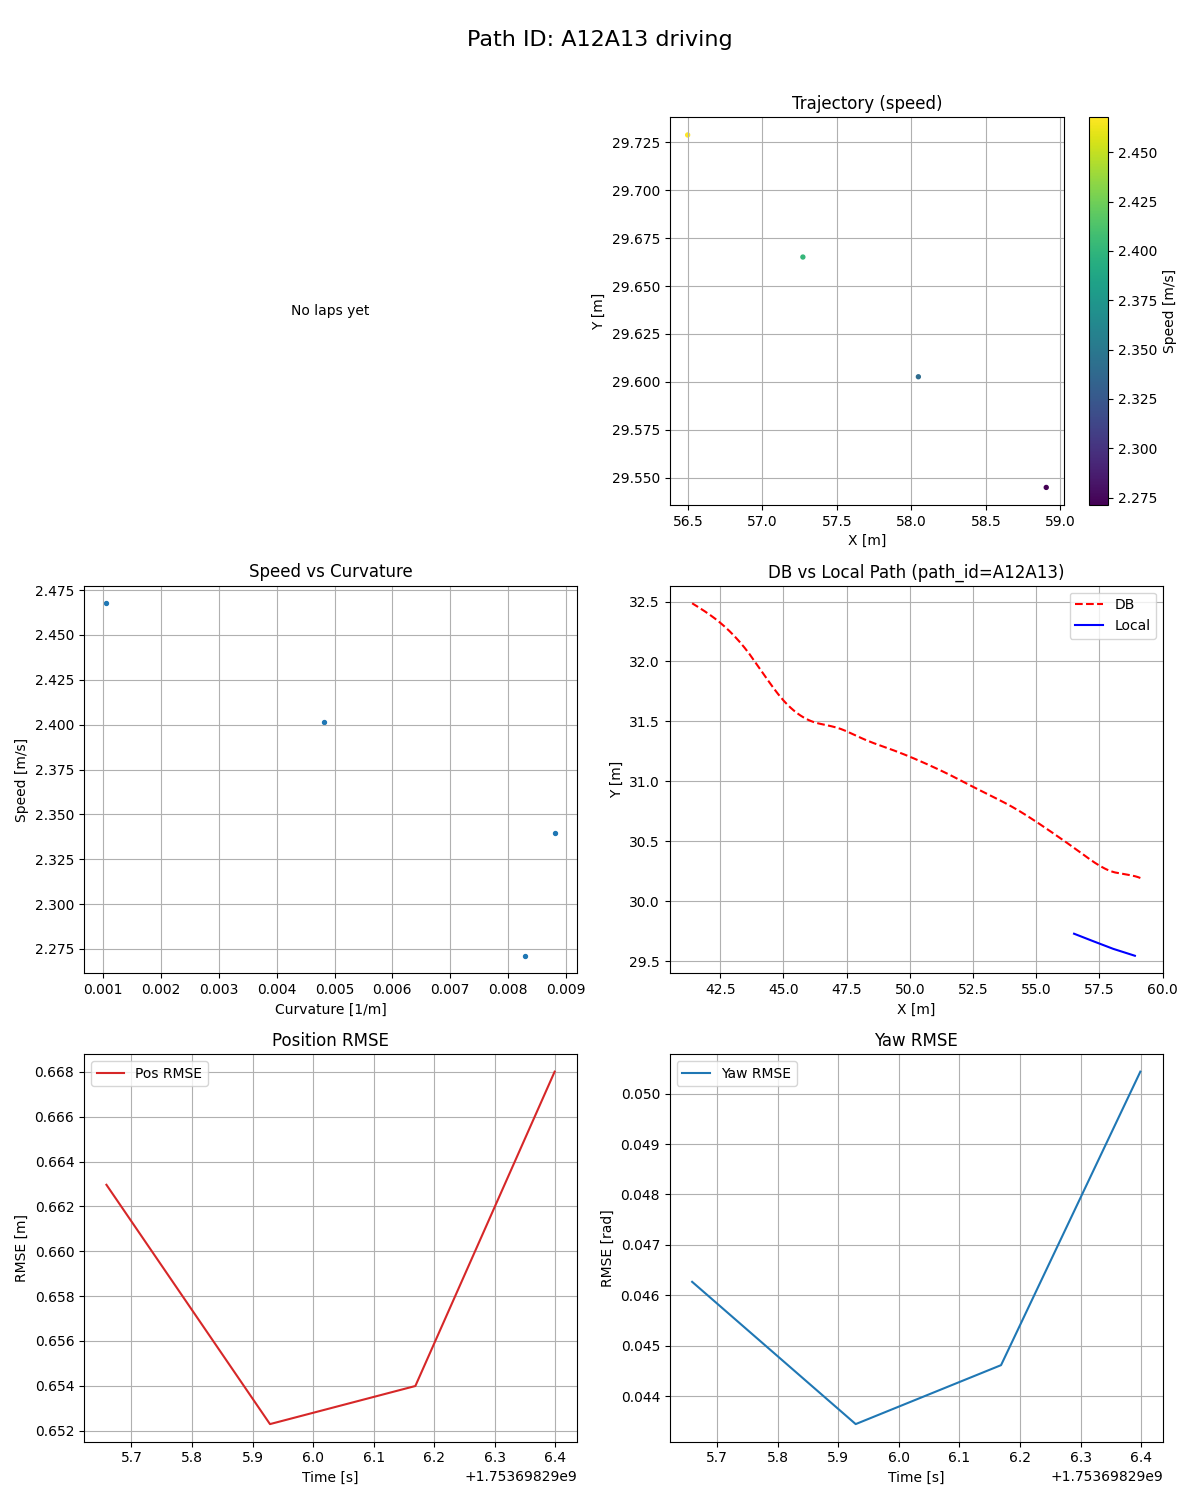 Path ID: A12A13 driving
No laps yet
Trajectory (speed)
29.725
29.700
29.675
29.650
29.625
29.600
29.575
29.550
Y [m]
56.5 57.0 57.5 58.0 58.5 59.0
X [m]
2.450
2.425
2.400
2.375
2.350
2.325
2.300
2.275
Speed [m/s]
Speed vs Curvature
2.475
2.450
2.425
2.400
2.375
2.350
2.325
2.300
2.275
Speed [m/s]
0.001 0.002 0.003 0.004 0.005 0.006 0.007 0.008 0.009
Curvature [1/m]
DB vs Local Path (path_id=A12A13)
DB
Local
32.5
32.0
31.5
31.0
30.5
30.0
29.5
Y [m]
42.5 45.0 47.5 50.0 52.5 55.0 57.5 60.0
X [m]
Position RMSE
Pos RMSE
0.668
0.666
0.664
0.662
0.660
0.658
0.656
0.654
0.652
RMSE [m]
5.7 5.8 5.9 6.0 6.1 6.2 6.3 6.4
Time [s]
+1.75369829e9
Yaw RMSE
Yaw RMSE
0.050
0.049
0.048
0.047
0.046
0.045
0.044
RMSE [rad]
5.7 5.8 5.9 6.0 6.1 6.2 6.3 6.4
Time [s]
+1.75369829e9